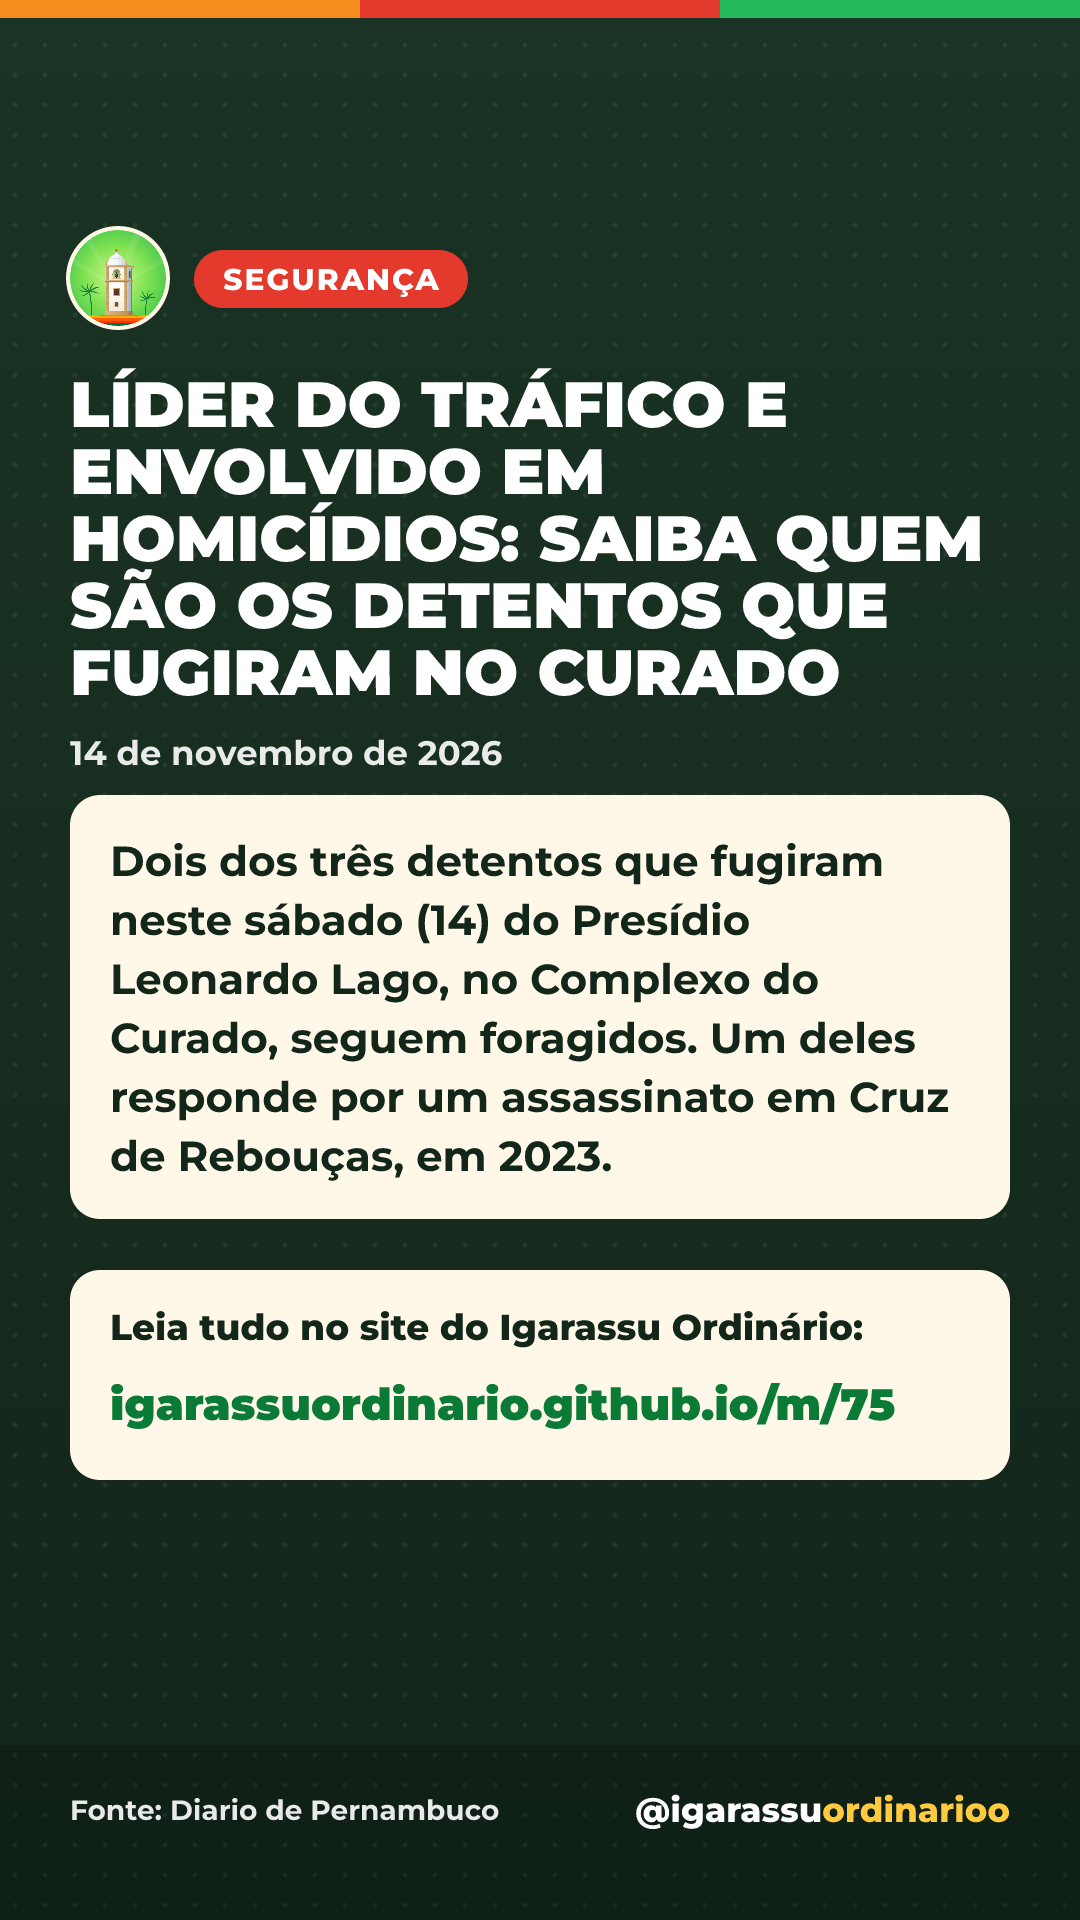 SEGURANÇA
LÍDER DO TRÁFICO E
ENVOLVIDO EM
HOMICÍDIOS: SAIBA QUEM
SÃO OS DETENTOS QUE
FUGIRAM NO CURADO
14 de novembro de 2026
Dois dos três detentos que fugiram
neste sábado (14) do Presídio
Leonardo Lago, no Complexo do
Curado, seguem foragidos. Um deles
responde por um assassinato em Cruz
de Rebouças, em 2023.
Leia tudo no site do Igarassu Ordinário:
igarassuordinario.github.io/m/75
Fonte: Diario de Pernambuco
@igarassuordinarioo